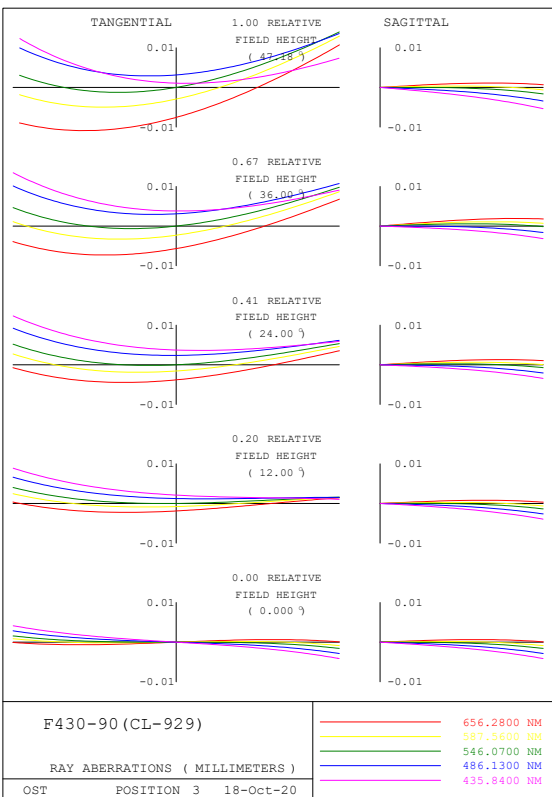 TANGENTIAL 1.00 RELATIVE SAGITTAL
FIELD HEIGHT
( 47.18 º)
0.01 0.01
-0.01 -0.01
0.67 RELATIVE
FIELD HEIGHT
( 36.00 º)
0.01 0.01
-0.01 -0.01
0.41 RELATIVE
FIELD HEIGHT
( 24.00 º)
0.01 0.01
-0.01 -0.01
0.20 RELATIVE
FIELD HEIGHT
( 12.00 º)
0.01 0.01
-0.01 -0.01
0.00 RELATIVE
FIELD HEIGHT
( 0.000 º)
0.01 0.01
-0.01 -0.01
F430-90(CL-929)
RAY ABERRATIONS ( MILLIMETERS )
OST POSITION 3 18-Oct-20
656.2800 NM
587.5600 NM
546.0700 NM
486.1300 NM
435.8400 NM